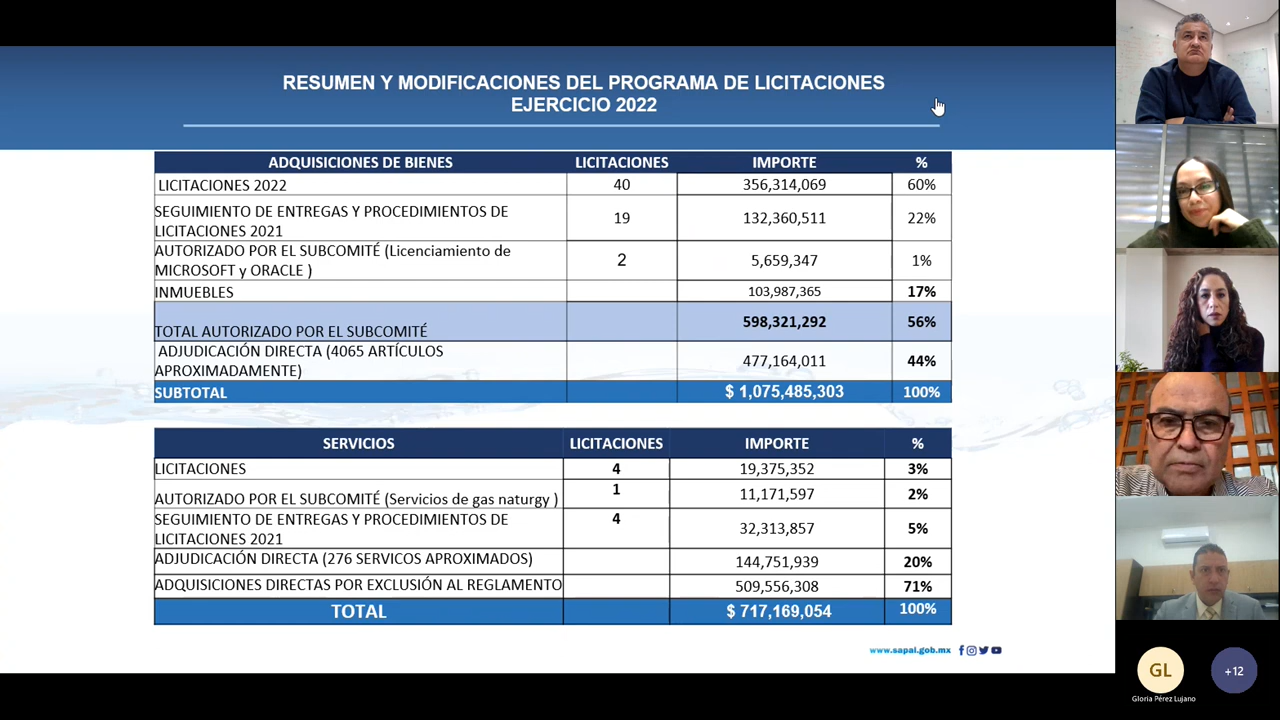 RESUMEN Y MODIFICACIONES DEL PROGRAMA DE LICITACIONES
EJERCICIO 2022
ADQUISICIONES DE BIENES LICITACIONES IMPORTE %
LICITACIONES 2022 40 356,314,069 60%
SEGUIMIENTO DE ENTREGAS Y PROCEDIMIENTOS DE
LICITACIONES 2021 19 132,360,511 22%
AUTORIZADO POR EL SUBCOMITÉ (Licenciamiento de
MICROSOFT y ORACLE ) 2 5,659,347 1%
INMUEBLES 103,987,365 17%
TOTAL AUTORIZADO POR EL SUBCOMITÉ 598,321,292 56%
ADJUDICACIÓN DIRECTA (4065 ARTÍCULOS
APROXIMADAMENTE) 477,164,011 44%
SUBTOTAL $ 1,075,485,303 100%
SERVICIOS LICITACIONES IMPORTE %
LICITACIONES 4 19,375,352 3%
AUTORIZADO POR EL SUBCOMITÉ (Servicios de gas naturgy ) 1 11,171,597 2%
SEGUIMIENTO DE ENTREGAS Y PROCEDIMIENTOS DE
LICITACIONES 2021 4 32,313,857 5%
ADJUDICACIÓN DIRECTA (276 SERVICOS APROXIMADOS) 144,751,939 20%
ADQUISICIONES DIRECTAS POR EXCLUSIÓN AL REGLAMENTO 509,556,308 71%
TOTAL $ 717,169,054 100%
www.sapal.gob.mx
GL
+12
Gloria Pérez Lujano